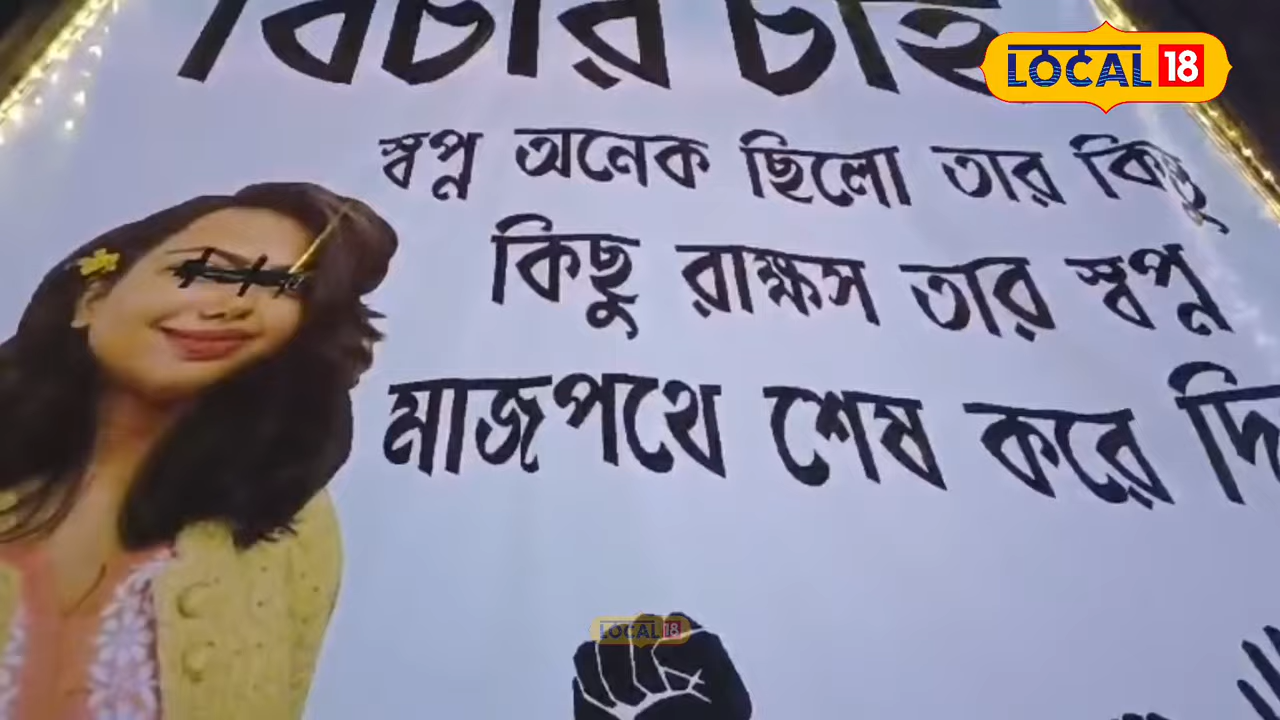 বিচার চাই
LOCAL 18
স্বপ্ন অনেক ছিলো তার কিন্তু
কিছু রাক্ষস তার স্বপ্ন
মাজপথে শেষ করে দি
LOCAL 18